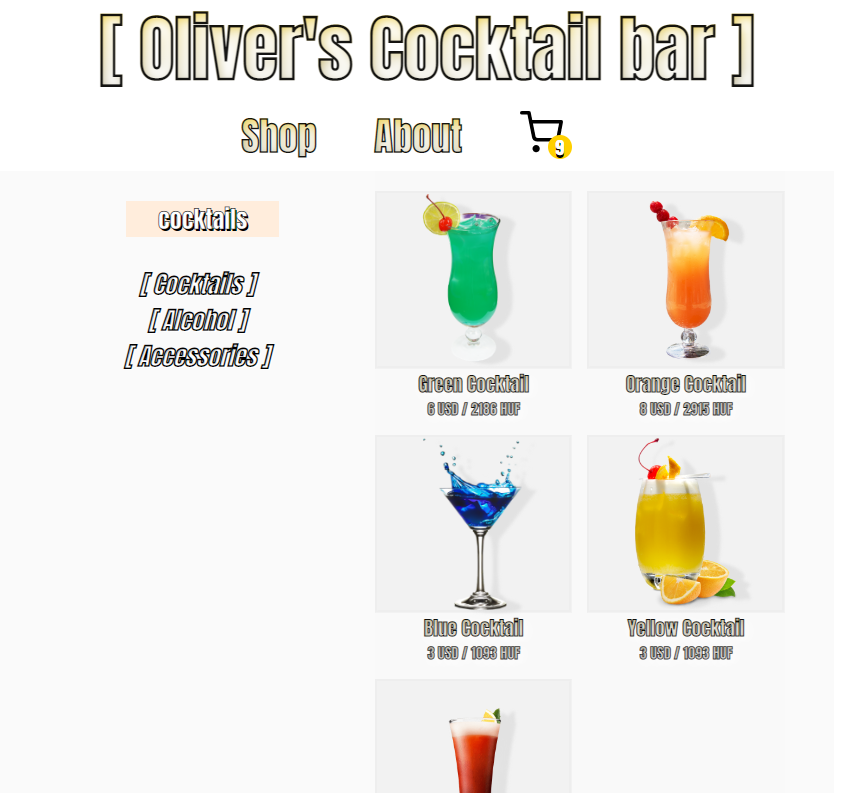 [ Oliver's Cocktail bar ]
Shop About 9
cocktails
[ Cocktails ]
[ Alcohol ]
[ Accessories ]
Green Cocktail
6 USD / 2186 HUF
Orange Cocktail
8 USD / 2915 HUF
Blue Cocktail
3 USD / 1093 HUF
Yellow Cocktail
3 USD / 1093 HUF